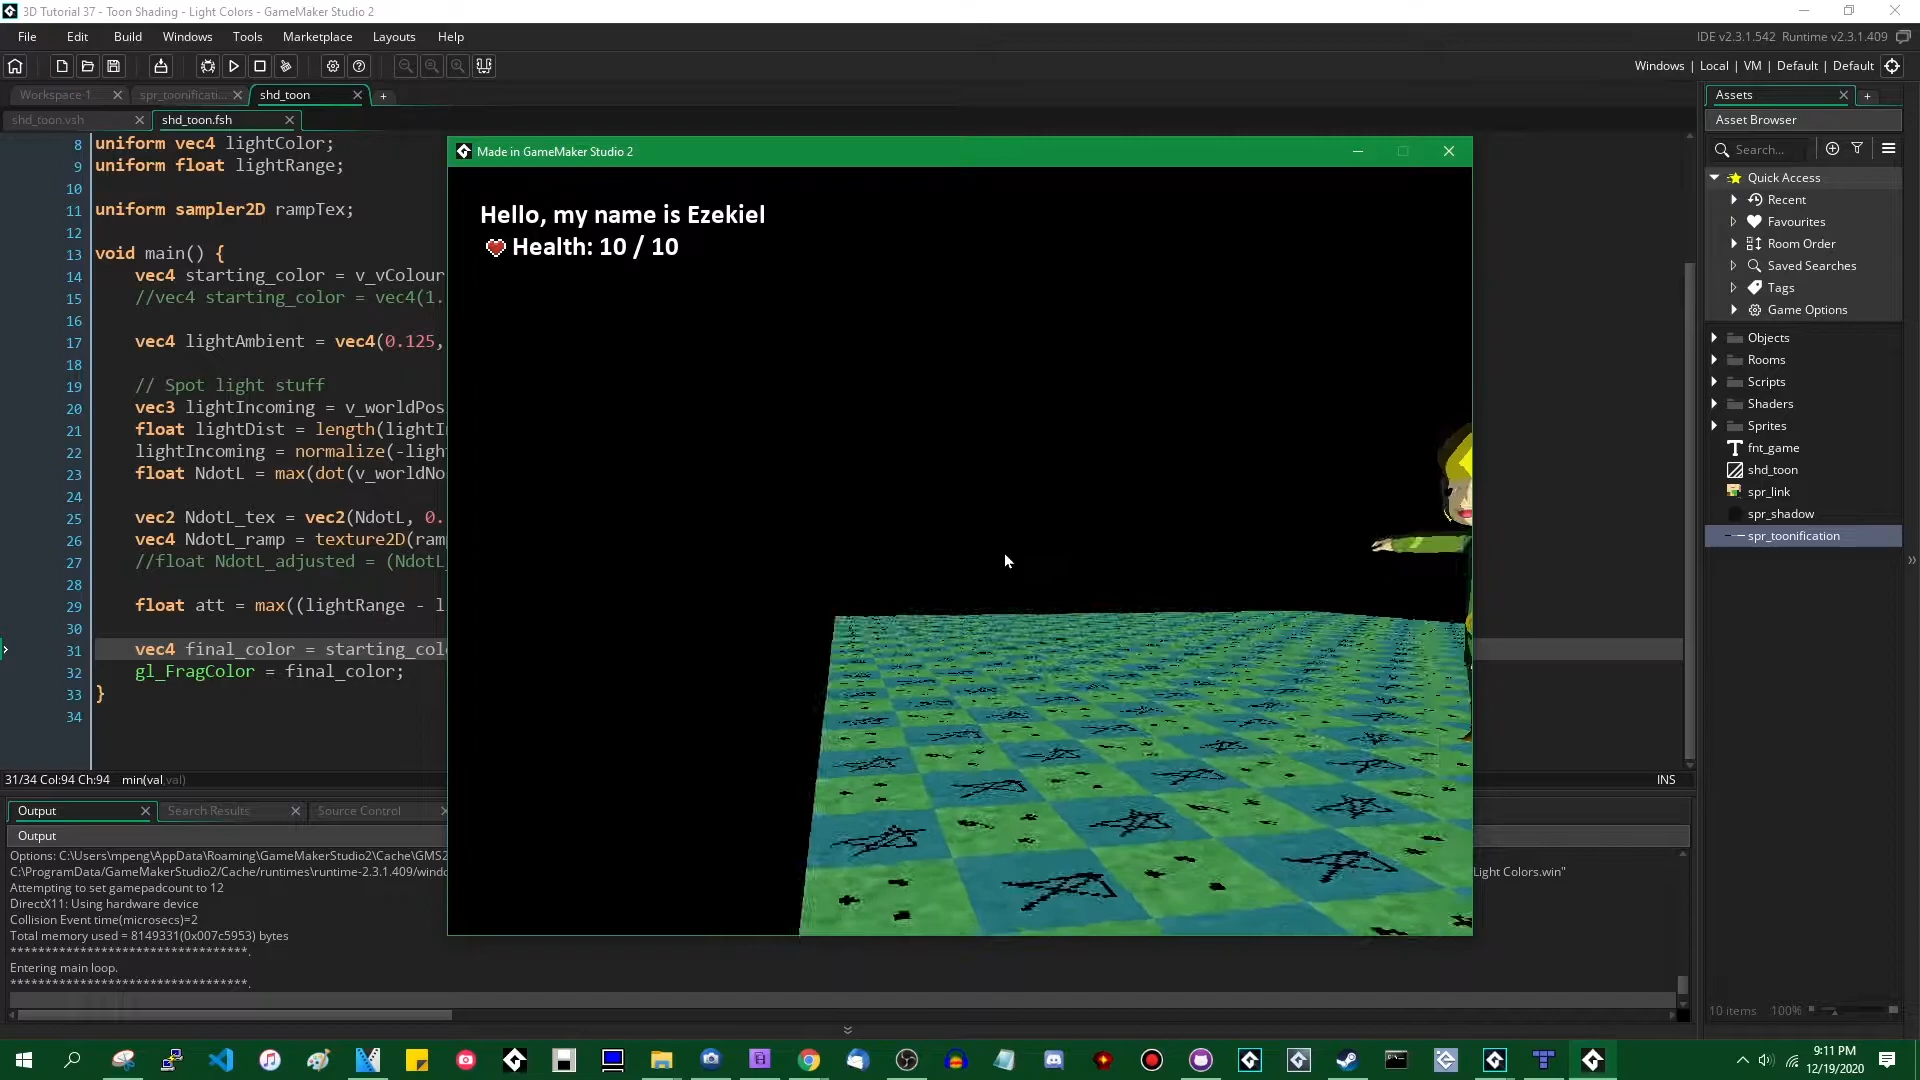 3D Tutorial 37 - Toon Shading - Light Colors - GameMaker Studio 2
File Edit Build Windows Tools Marketplace Layouts Help
IDE v2.3.1.542 Runtime v2.3.1.409
Windows | Local | VM | Default | Default
Workspace 1 spr_toonificati... shd_toon
shd_toon.vsh shd_toon.fsh
8 uniform vec4 lightColor;
9 uniform float lightRange;
10
11 uniform sampler2D rampTex;
12
13 void main() {
14 vec4 starting_color = v_vColour
15 //vec4 starting_color = vec4(1.
16
17 vec4 lightAmbient = vec4(0.125,
18
19 // Spot light stuff
20 vec3 lightIncoming = v_worldPos
21 float lightDist = length(lightI
22 lightIncoming = normalize(-ligh
23 float NdotL = max(dot(v_worldNo
24
25 vec2 NdotL_tex = vec2(NdotL, 0.
26 vec4 NdotL_ramp = texture2D(ram
27 //float NdotL_adjusted = (NdotL
28
29 float att = max((lightRange - l
30
31 vec4 final_color = starting_col
32 gl_FragColor = final_color;
33 }
34
31/34 Col:94 Ch:94 min(val,val)
INS
Made in GameMaker Studio 2
Hello, my name is Ezekiel
Health: 10 / 10
Output Search Results Source Control
Output
Options: C:\Users\mpeng\AppData\Roaming\GameMakerStudio2\Cache\GMS2
C:\ProgramData/GameMakerStudio2/Cache/runtimes\runtime-2.3.1.409/windo
Light Colors.win"
Attempting to set gamepadcount to 12
DirectX11: Using hardware device
Collision Event time(microsecs)=2
Total memory used = 8149331(0x007c5953) bytes
**********************************.
Entering main loop.
**********************************.
Assets
Asset Browser
Search...
Quick Access
Recent
Favourites
Room Order
Saved Searches
Tags
Game Options
Objects
Rooms
Scripts
Shaders
Sprites
fnt_game
shd_toon
spr_link
spr_shadow
spr_toonification
10 items 100%
9:11 PM
12/19/2020